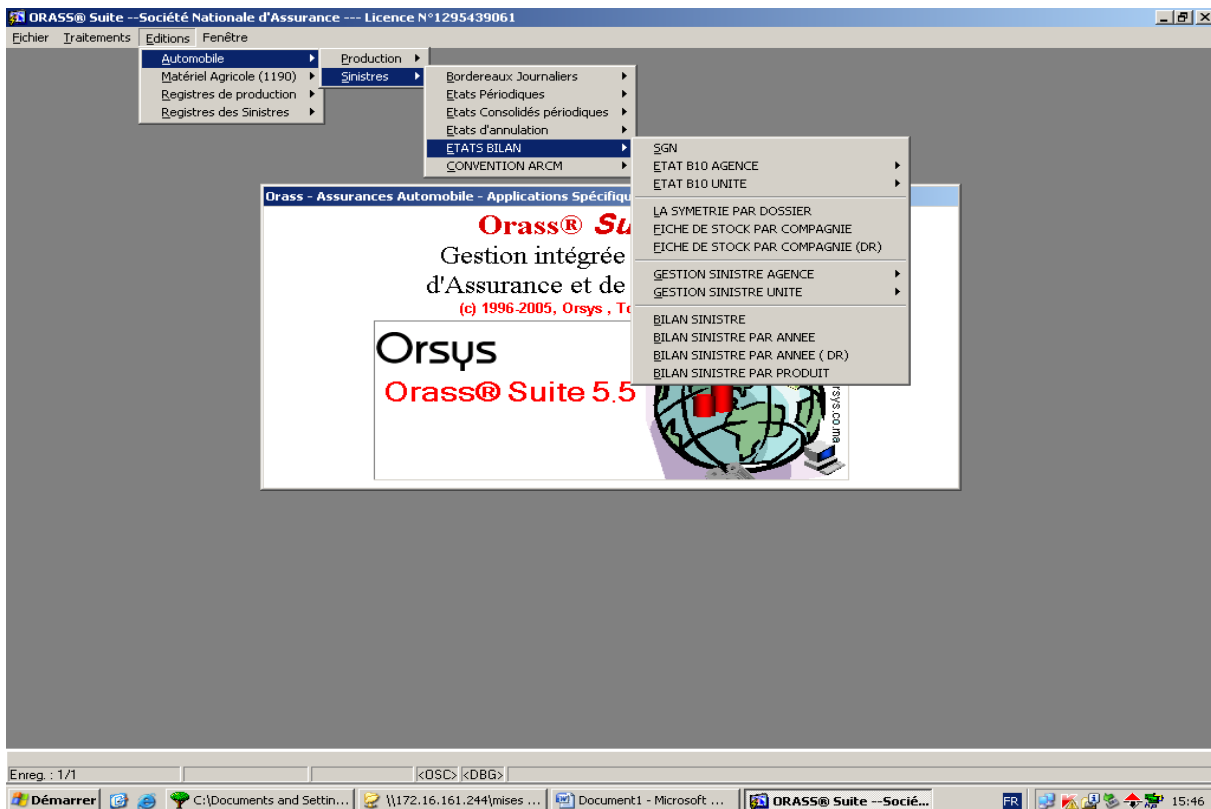 ORASS® Suite --Société Nationale d'Assurance --- Licence N°1295439061
Fichier Traitements Editions Fenêtre
Automobile
Matériel Agricole (1190)
Registres de production
Registres des Sinistres
Production
Sinistres
Bordereaux Journaliers
Etats Périodiques
Etats Consolidés périodiques
Etats d'annulation
ETATS BILAN
CONVENTION ARCM
SGN
ETAT B10 AGENCE
ETAT B10 UNITE
LA SYMETRIE PAR DOSSIER
FICHE DE STOCK PAR COMPAGNIE
FICHE DE STOCK PAR COMPAGNIE (DR)
GESTION SINISTRE AGENCE
GESTION SINISTRE UNITE
BILAN SINISTRE
BILAN SINISTRE PAR ANNEE
BILAN SINISTRE PAR ANNEE ( DR)
BILAN SINISTRE PAR PRODUIT
Orass - Assurances Automobile - Applications Spécifiqu
Orass® Su
Gestion intégrée
d'Assurance et de
(c) 1996-2005, Orsys , To
Orsys
Orass® Suite 5.5
rsys.co.ma
Enreg. : 1/1 <OSC> <DBG>
Démarrer C:\Documents and Settin... \\172.16.161.244\mises ... Document1 - Microsoft ... ORASS® Suite --Socié... FR 15:46